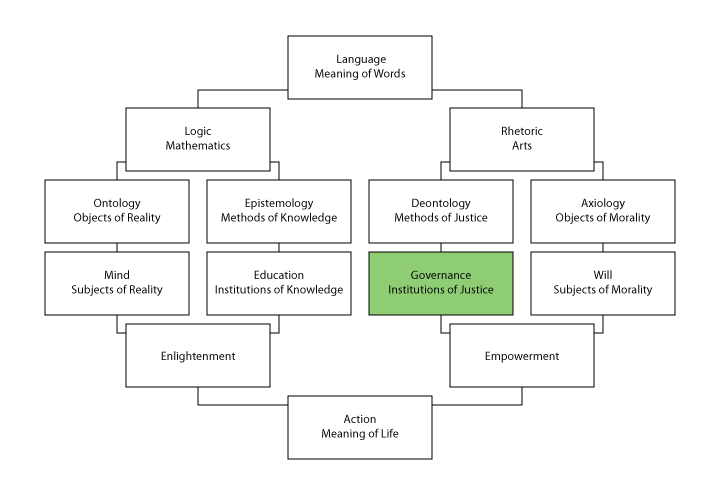 Language
Meaning of Words
Logic
Mathematics
Rhetoric
Arts
Ontology
Objects of Reality
Epistemology
Methods of Knowledge
Deontology
Methods of Justice
Axiology
Objects of Morality
Mind
Subjects of Reality
Education
Institutions of Knowledge
Governance
Institutions of Justice
Will
Subjects of Morality
Enlightenment
Empowerment
Action
Meaning of Life